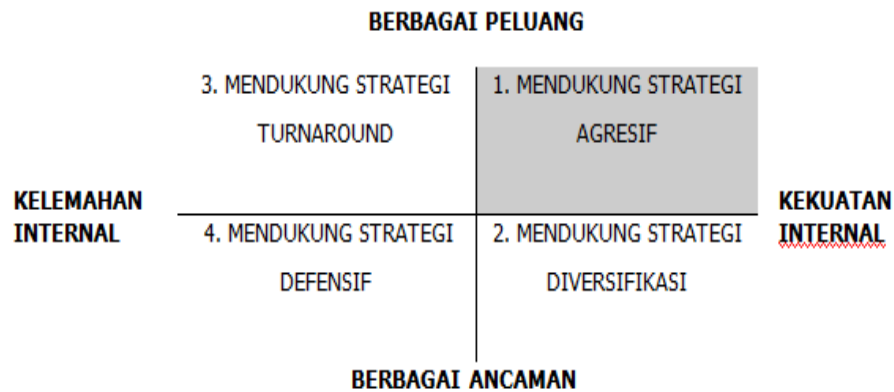 BERBAGAI PELUANG
3. MENDUKUNG STRATEGI
TURNAROUND
1. MENDUKUNG STRATEGI
AGRESIF
KELEMAHAN
INTERNAL
KEKUATAN
INTERNAL
4. MENDUKUNG STRATEGI
DEFENSIF
2. MENDUKUNG STRATEGI
DIVERSIFIKASI
BERBAGAI ANCAMAN